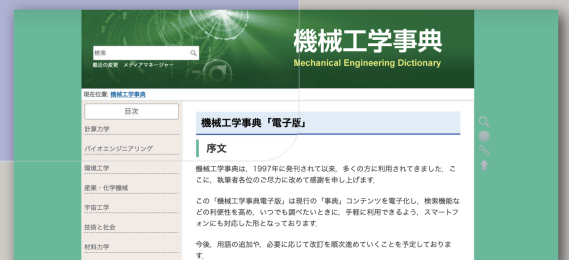 機械工学事典
Mechanical Engineering Dictionary
検索
最近の変更 メディアマネージャー
現在位置: 機械工学事典
目次
計算力学
バイオエンジニアリング
環境工学
産業・化学機械
宇宙工学
技術と社会
材料力学
機械工学事典「電子版」
序文
機械工学事典は、1997年に発刊されて以来、多くの方に利用されてきました。こ
こに、執筆者各位のご尽力に改めて感謝を申し上げます.
この「機械工学事典電子版」は現行の「事典」コンテンツを電子化し、検索機能な
どの利便性を高め、いつでも調べたいときに、手軽に利用できるよう、スマートフ
ォンにも対応した形となっております.
今後、用語の追加や、必要に応じて改訂を順次進めていくことを予定しておりま
す.